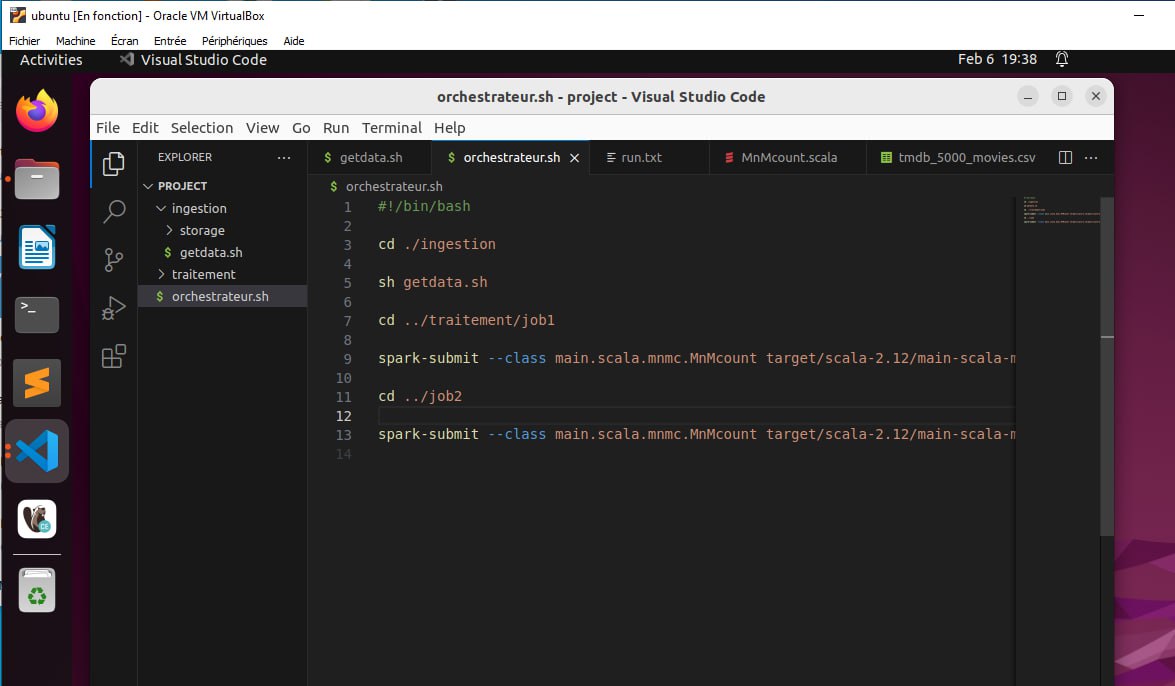 ubuntu [En fonction] - Oracle VM VirtualBox
Fichier Machine Écran Entrée Périphériques Aide
Activities Visual Studio Code Feb 6 19:38
orchestrateur.sh - project - Visual Studio Code
File Edit Selection View Go Run Terminal Help
EXPLORER ··· $ getdata.sh $ orchestrateur.sh run.txt MnMcount.scala tmdb_5000_movies.csv ···
PROJECT
ingestion
storage
$ getdata.sh
traitement
$ orchestrateur.sh
$ orchestrateur.sh
1 #!/bin/bash
2
3 cd ./ingestion
4
5 sh getdata.sh
6
7 cd ../traitement/job1
8
9 spark-submit --class main.scala.mnmc.MnMcount target/scala-2.12/main-scala-m
10
11 cd ../job2
12
13 spark-submit --class main.scala.mnmc.MnMcount target/scala-2.12/main-scala-m
14
>_
CE